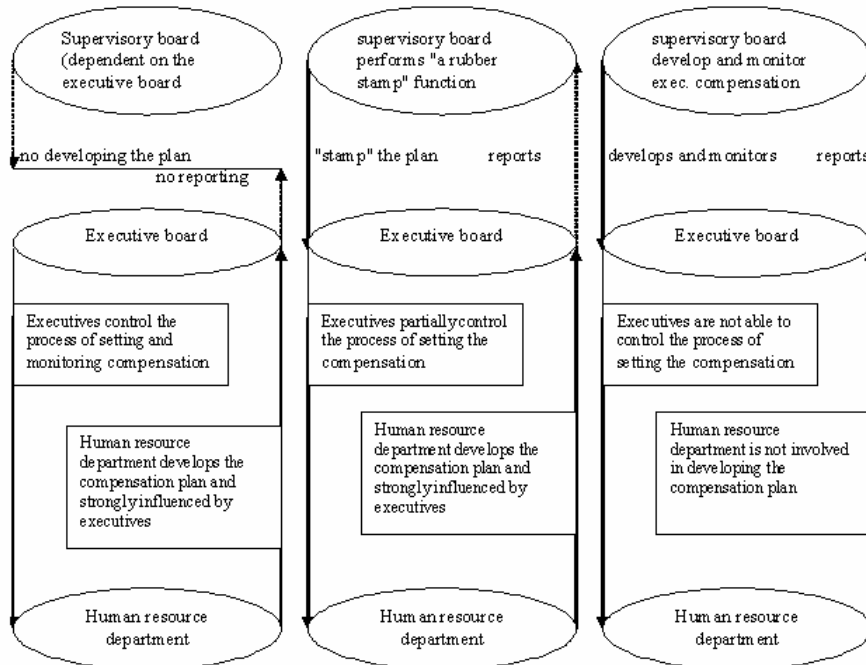 Supervisory board
(dependent on the
executive board
no developing the plan
no reporting
Executive board
Executives control the
process of setting and
monitoring compensation
Human resource
department develops the
compensation plan and
strongly influenced by
executives
Human resource
department
supervisory board
performs "a rubber
stamp" function
"stamp" the plan reports
Executive board
Executives partially control
the process of setting the
compensation
Human resource
department develops the
compensation plan and
strongly influenced by
executives
Human resource
department
supervisory board
develop and monitor
exec. compensation
develops and monitors reports
Executive board
Executives are not able to
control the process of
setting the compensation
Human resource
department is not involved
in developing the
compensation plan
Human resource
department